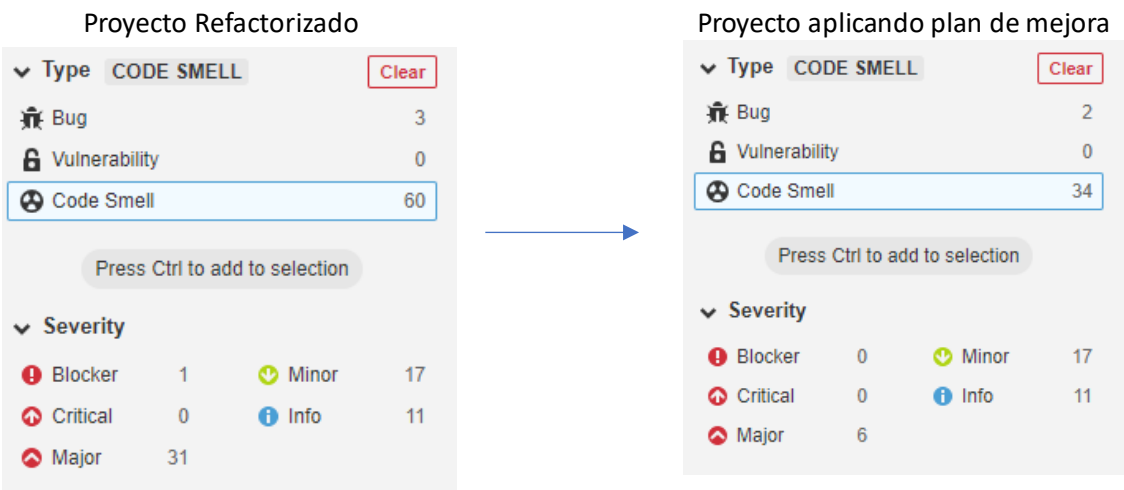 Proyecto Refactorizado
Type CODE SMELL Clear
Bug 3
Vulnerability 0
Code Smell 60
Press Ctrl to add to selection
Severity
Blocker 1 Minor 17
Critical 0 Info 11
Major 31
Proyecto aplicando plan de mejora
Type CODE SMELL Clear
Bug 2
Vulnerability 0
Code Smell 34
Press Ctrl to add to selection
Severity
Blocker 0 Minor 17
Critical 0 Info 11
Major 6